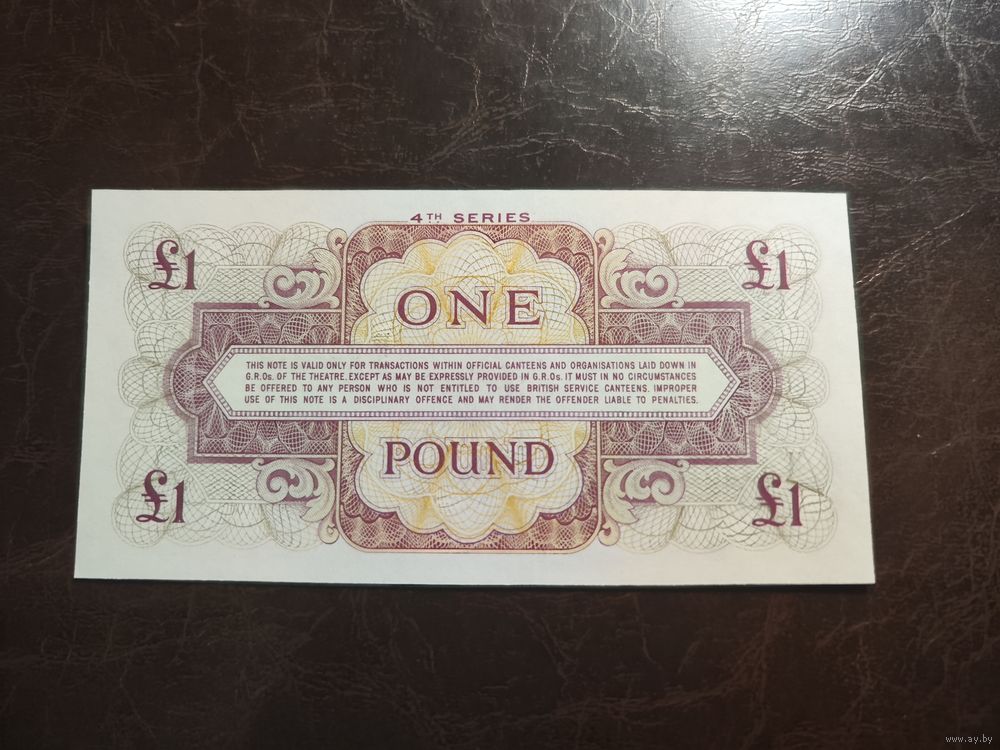 4TH SERIES
£1 £1
ONE
THIS NOTE IS VALID ONLY FOR TRANSACTIONS WITHIN OFFICIAL CANTEENS AND ORGANISATIONS LAID DOWN IN
G.R.Os. OF THE THEATRE. EXCEPT AS MAY BE EXPRESSLY PROVIDED IN G.R.Os. IT MUST IN NO CIRCUMSTANCES
BE OFFERED TO ANY PERSON WHO IS NOT ENTITLED TO USE BRITISH SERVICE CANTEENS. IMPROPER
USE OF THIS NOTE IS A DISCIPLINARY OFFENCE AND MAY RENDER THE OFFENDER LIABLE TO PENALTIES.
POUND
£1 £1
www.ay.by